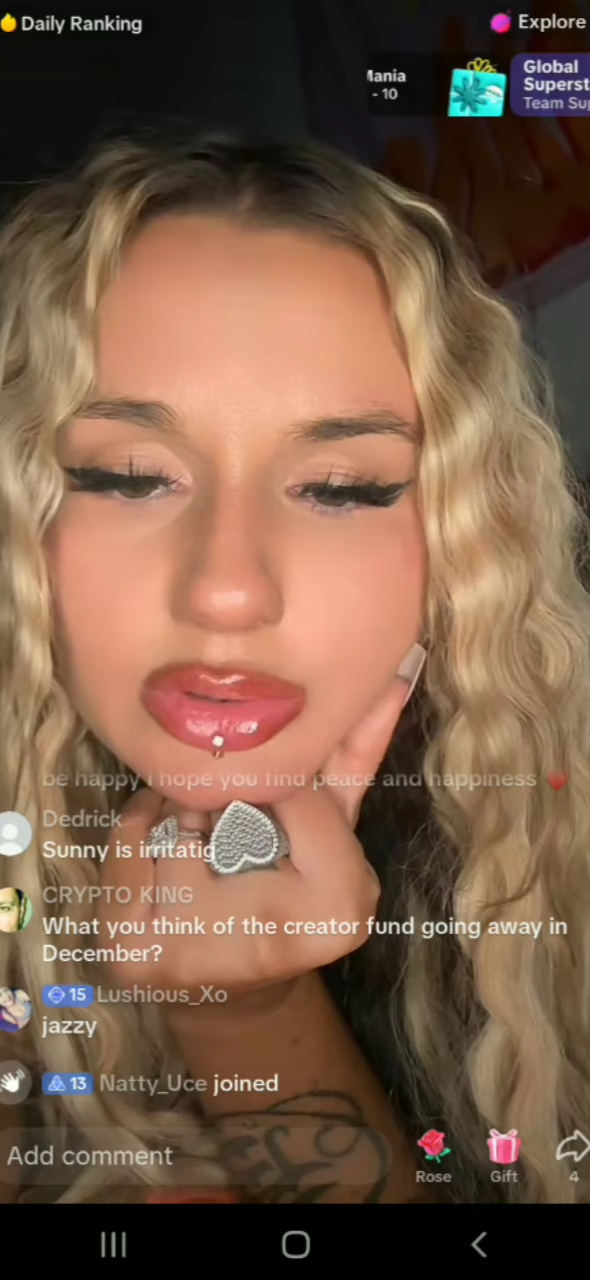 Daily Ranking
Explore
- 10
Global
Team
be happy i hope you find peace and happiness
Dedrick
Sunny is irritatig
CRYPTO KING
What you think of the creator fund going away in
December?
15 Lushious_Xo
jazzy
13 Natty_Uce joined
Add comment
Rose
Gift
4